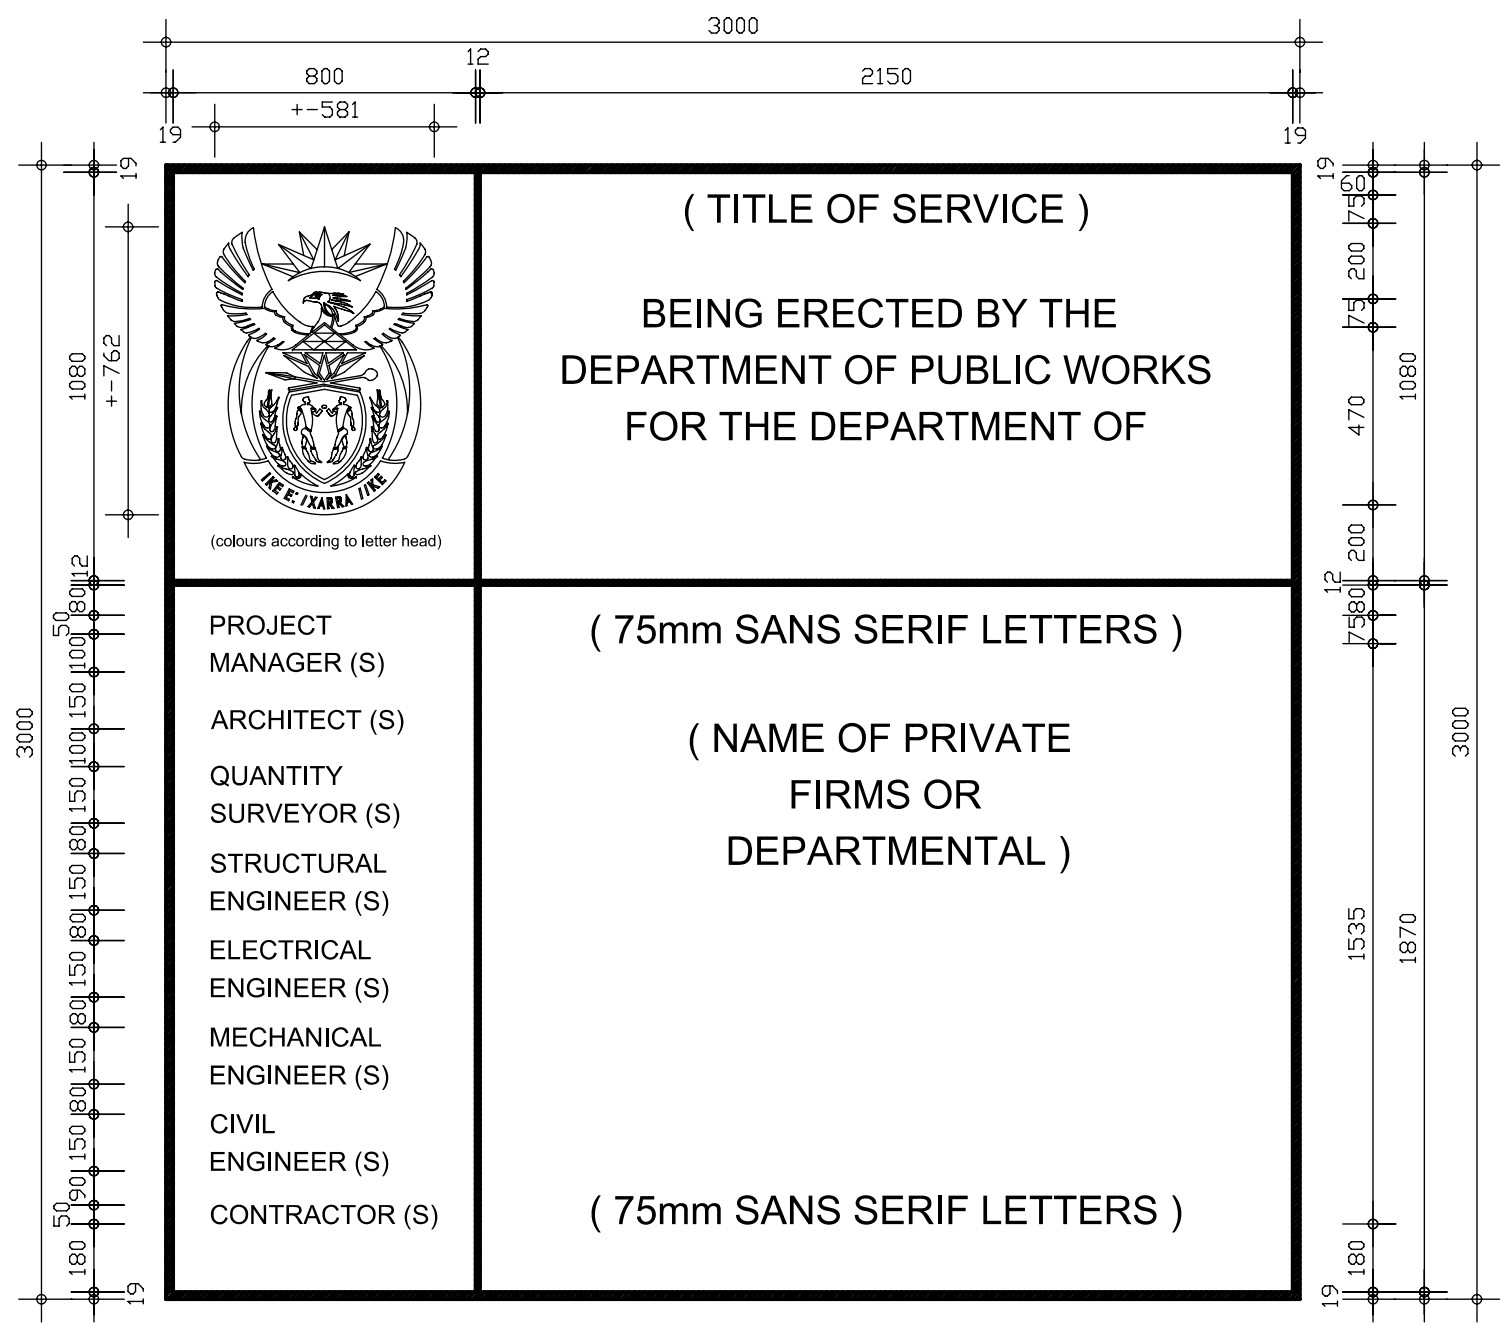 3000
12
800
2150
+-581
19
19
19
1080
+-762
12
80
50
100
150
100
150
80
150
80
150
80
150
80
150
90
50
180
19
3000
( TITLE OF SERVICE )
BEING ERECTED BY THE
DEPARTMENT OF PUBLIC WORKS
FOR THE DEPARTMENT OF
!KE E: /XARRA //KE
(colours according to letter head)
PROJECT
MANAGER (S)
ARCHITECT (S)
QUANTITY
SURVEYOR (S)
STRUCTURAL
ENGINEER (S)
ELECTRICAL
ENGINEER (S)
MECHANICAL
ENGINEER (S)
CIVIL
ENGINEER (S)
CONTRACTOR (S)
( 75mm SANS SERIF LETTERS )
( NAME OF PRIVATE
FIRMS OR
DEPARTMENTAL )
( 75mm SANS SERIF LETTERS )
19
60
75
200
75
470
200
12
80
75
1535
180
19
1080
1870
3000